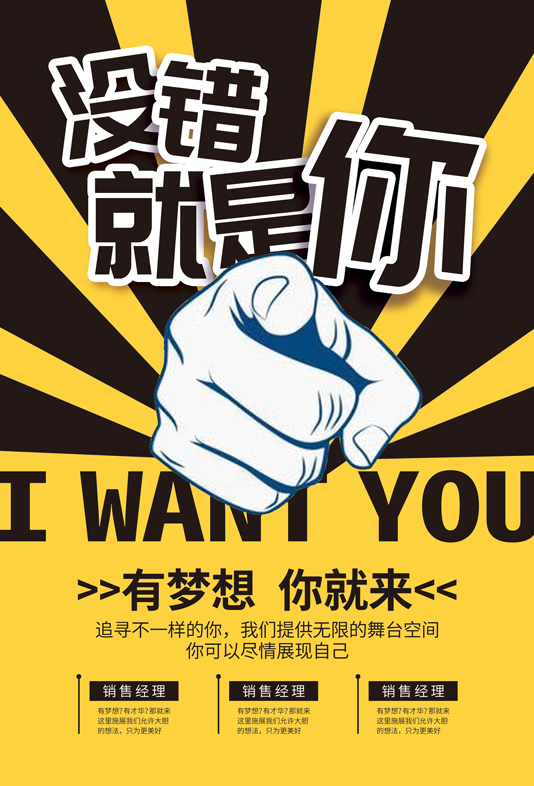 没错
就是你
I WANT YOU
>>有梦想 你就来<<
追寻不一样的你，我们提供无限的舞台空间
你可以尽情展现自己
销售经理
有梦想？有才华？那就来
这里施展我们允许大胆
的想法，只为更美好
销售经理
有梦想？有才华？那就来
这里施展我们允许大胆
的想法，只为更美好
销售经理
有梦想？有才华？那就来
这里施展我们允许大胆
的想法，只为更美好